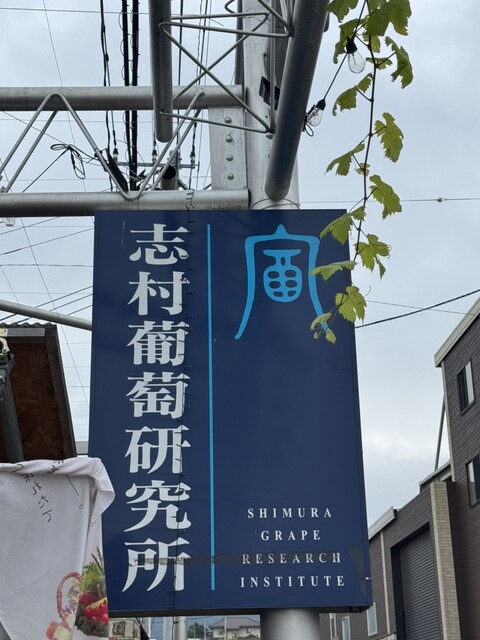 志村葡萄研究所
SHIMURA
GRAPE
RESEARCH
INSTITUTE